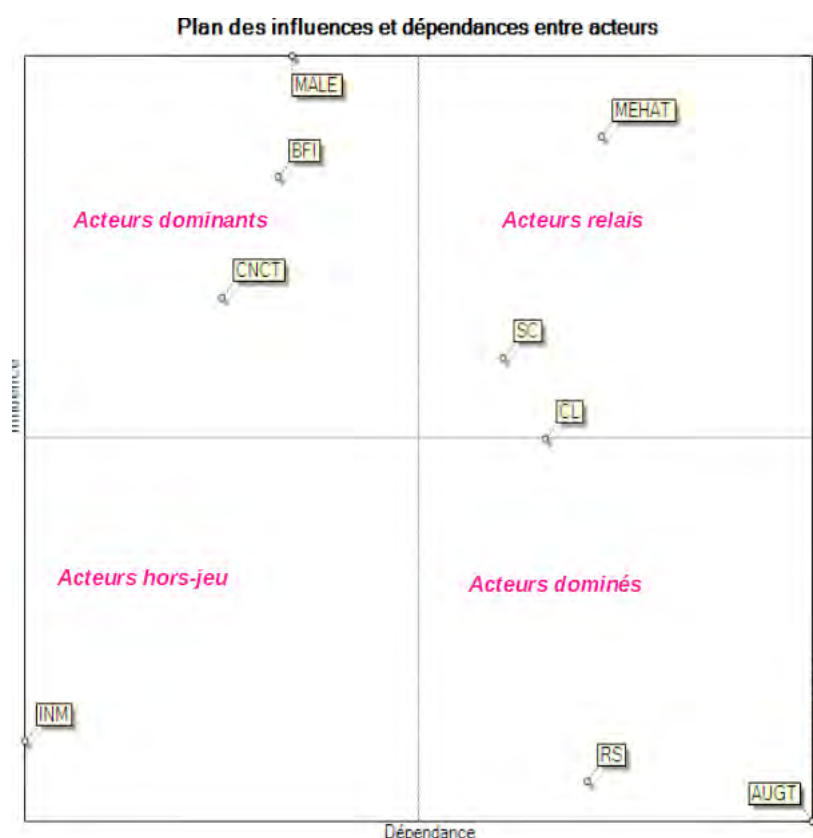 Plan des influences et dépendances entre acteurs
MALE
MEHAT
BFI
Acteurs dominants
Acteurs relais
CNCT
SC
Influence
CL
Acteurs hors-jeu
Acteurs dominés
INM
RS
AUGT
Dépendance